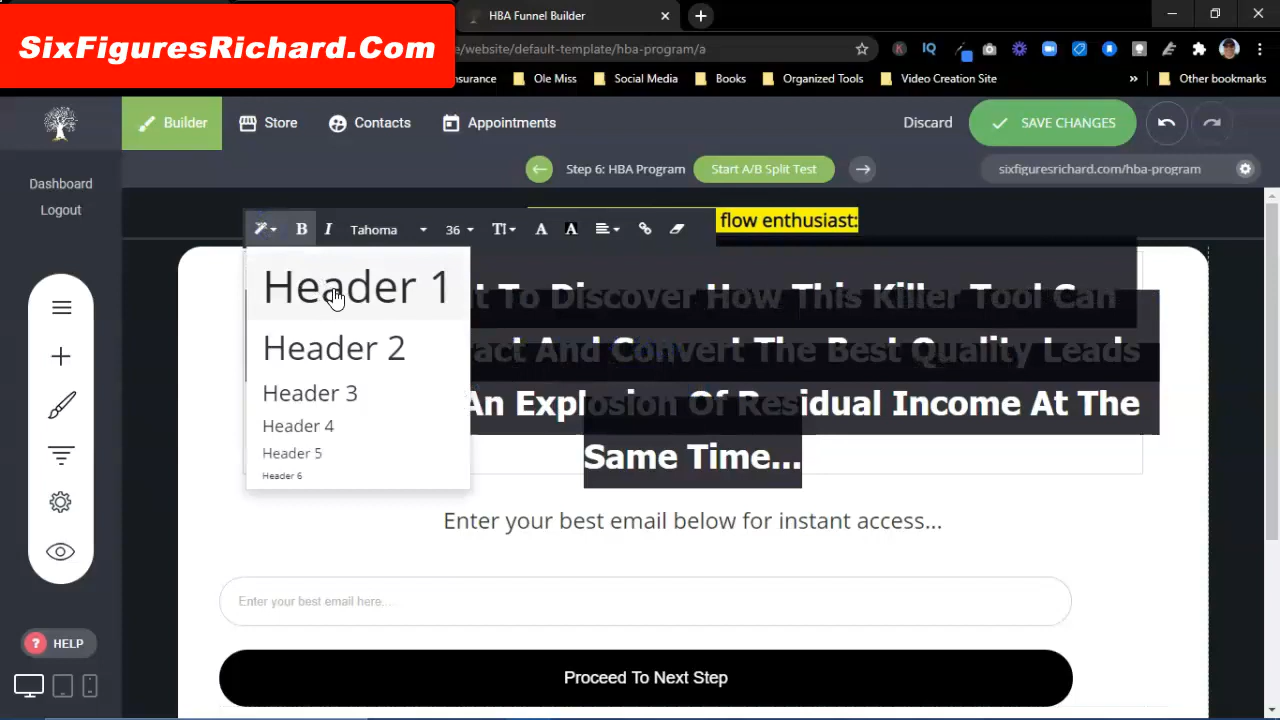 HBA Funnel Builder
SixFiguresRichard.Com
e/website/default-template/hba-program/a
surance
Ole Miss
Social Media
Books
Organized Tools
Video Creation Site
Other bookmarks
Builder
Store
Contacts
Appointments
Discard
SAVE CHANGES
Step 6: HBA Program
Start A/B Split Test
sixfiguresrichard.com/hba-program
Dashboard
Logout
flow enthusiast:
B I Tahoma 36
Header 1
Header 2
Header 3
Header 4
Header 5
Header 6
t To Discover How This Killer Tool Can
act And Convert The Best Quality Leads
An Explosion Of Residual Income At The
Same Time...
Enter your best email below for instant access...
Enter your best email here....
Proceed To Next Step
? HELP